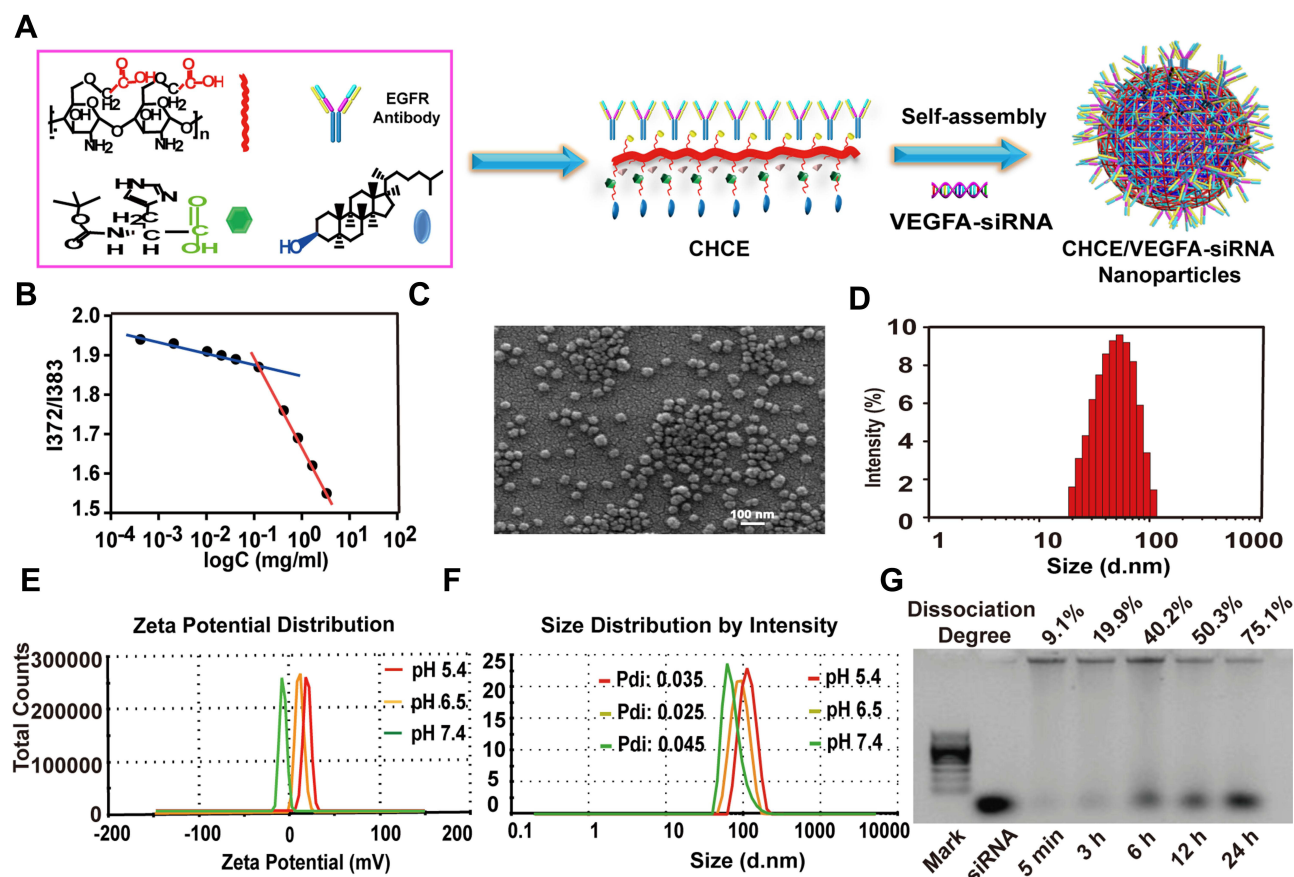 A
O
OH
O
OH
O
C
O
C
C
H2
C
H2
OH
O
OH
O
O
n
NH2
NH2
EGFR
Antibody
HN
N
H2
C
O
O
N
H
C
H
C
O
OH
HO
CHCE
Self-assembly
VEGFA-siRNA
CHCE/VEGFA-siRNA
Nanoparticles
B
2.0
1.9
1.8
1.7
1.6
1.5
I372/I383
10-4 10-3 10-2 10-1 100 101 102
logC (mg/ml)
C
100 nm
D
10
8
6
4
2
0
Intensity (%)
1 10 100 1000
Size (d.nm)
E
Zeta Potential Distribution
300000
200000
100000
0
Total Counts
pH 5.4
pH 6.5
pH 7.4
-200 -100 0 100 200
Zeta Potential (mV)
F
Size Distribution by Intensity
25
20
15
10
5
0
Pdi: 0.035
Pdi: 0.025
Pdi: 0.045
pH 5.4
pH 6.5
pH 7.4
0.1 1 10 100 1000 10000
Size (d.nm)
G
Dissociation
Degree
9.1% 19.9% 40.2% 50.3% 75.1%
Mark siRNA 5 min 3 h 6 h 12 h 24 h